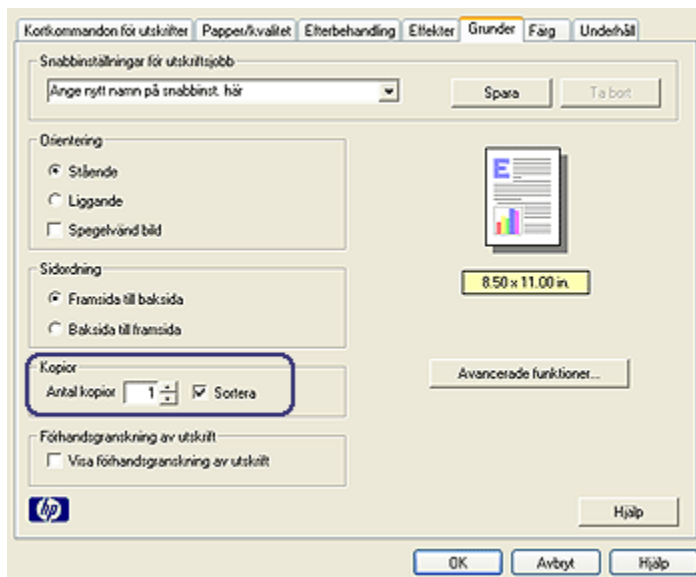 Kortkommandon för utskrifter Papper/kvalitet Efterbehandling Effekter Grunder Färg Underhåll
Snabbinställningar för utskriftsjobb
Ange nytt namn på snabbinst. här Spara Ta bort
Orientering
Stående
Liggande
Spegelvänd bild
Sidordning
8.50 x 11.00 in.
Framsida till baksida
Baksida till framsida
Kopior
Avancerade funktioner...
Antal kopior 1 Sortera
Förhandsgranskning av utskrift
Visa förhandsgranskning av utskrift
hp
Hjälp
OK Avbryt Hjälp